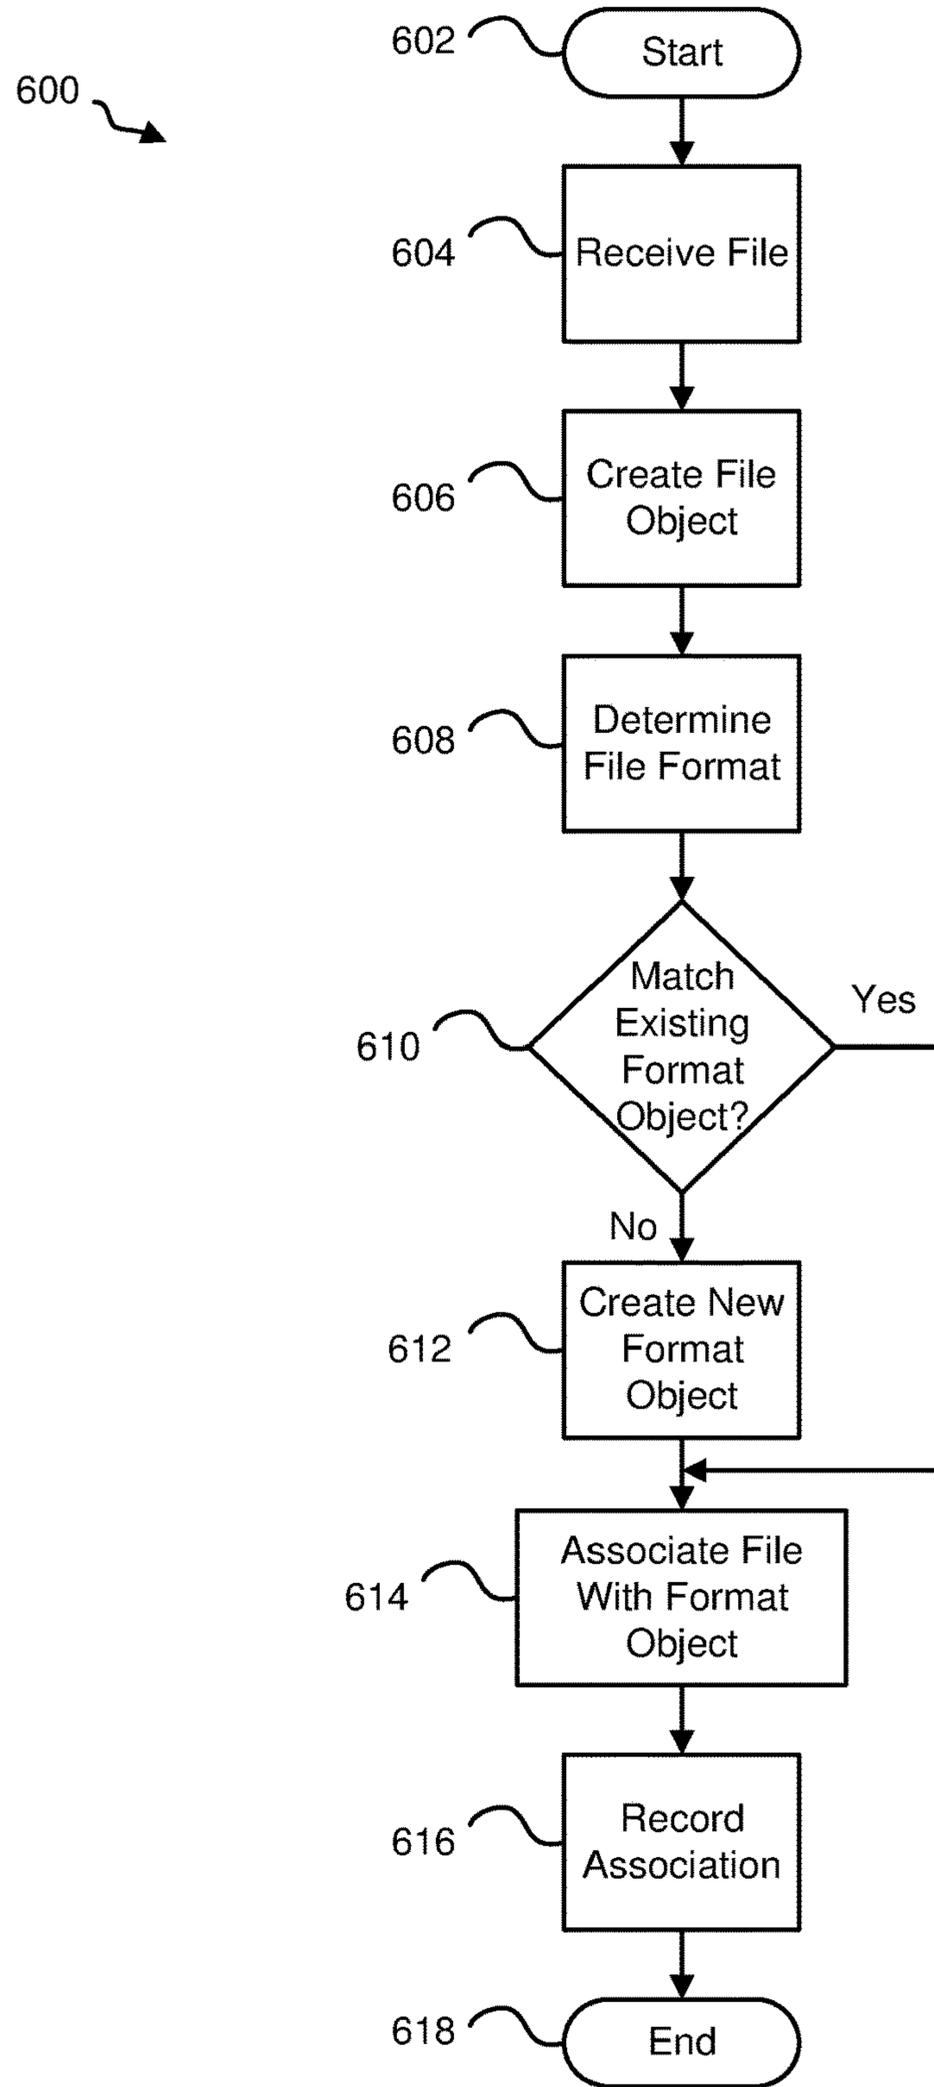 600
602
Start
604
Receive File
606
Create File
Object
608
Determine
File Format
610
Match
Existing
Format
Object?
Yes
No
612
Create New
Format
Object
614
Associate File
With Format
Object
616
Record
Association
618
End